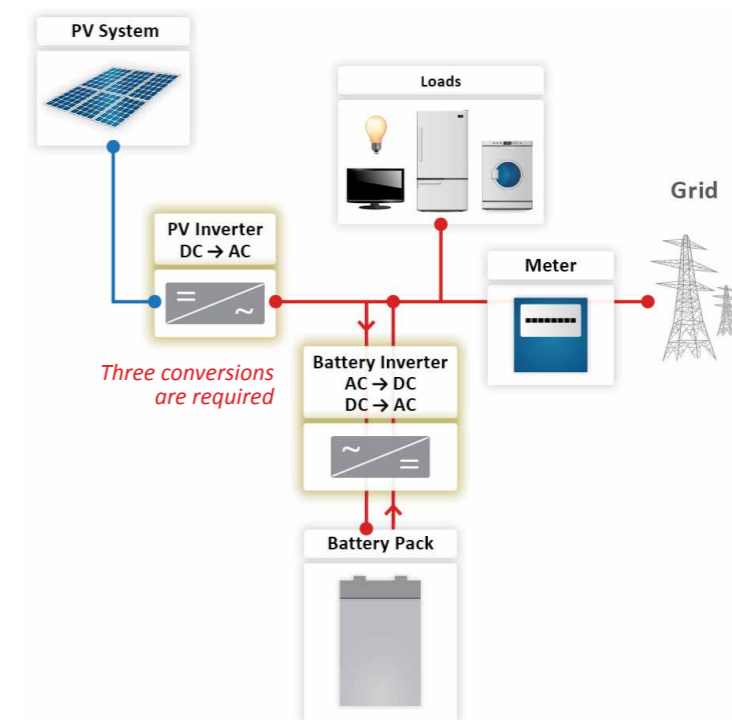 PV System
Loads
Grid
PV Inverter
DC → AC
Meter
Three conversions
are required
Battery Inverter
AC → DC
DC → AC
Battery Pack